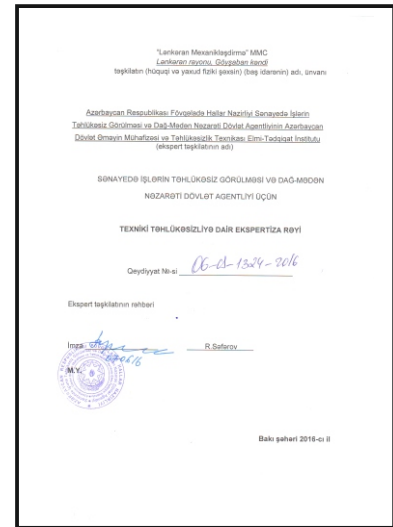 "Lənkəran Mexanikləşdirmə" MMC
Lənkəran rayonu, Gövşəban kəndi
təşkilatın (hüquqi və yaxud fiziki şəxsin) (baş idarənin) adı, ünvanı
Azərbaycan Respublikası Fövqəladə Hallar Nazirliyi Sənayedə İşlərin
Təhlükəsiz Görülməsi və Dağ-Mədən Nəzarəti Dövlət Agentliyinin Azərbaycan
Dövlət Əməyin Mühafizəsi və Təhlükəsizlik Texnikası Elmi-Tədqiqat İnstitutu
(ekspert təşkilatının adı)
SƏNAYEDƏ İŞLƏRİN TƏHLÜKƏSİZ GÖRÜLMƏSİ VƏ DAĞ-MƏDƏN
NƏZARƏTİ DÖVLƏT AGENTLİYİ ÜÇÜN
TEXNİKİ TƏHLÜKƏSİZLİYƏ DAİR EKSPERTİZA RƏYİ
Qeydiyyat №-si 06-01-1324-2016
Ekspert təşkilatının rəhbəri
İmza R.Səfərov
M.Y.
Bakı şəhəri 2016-cı il